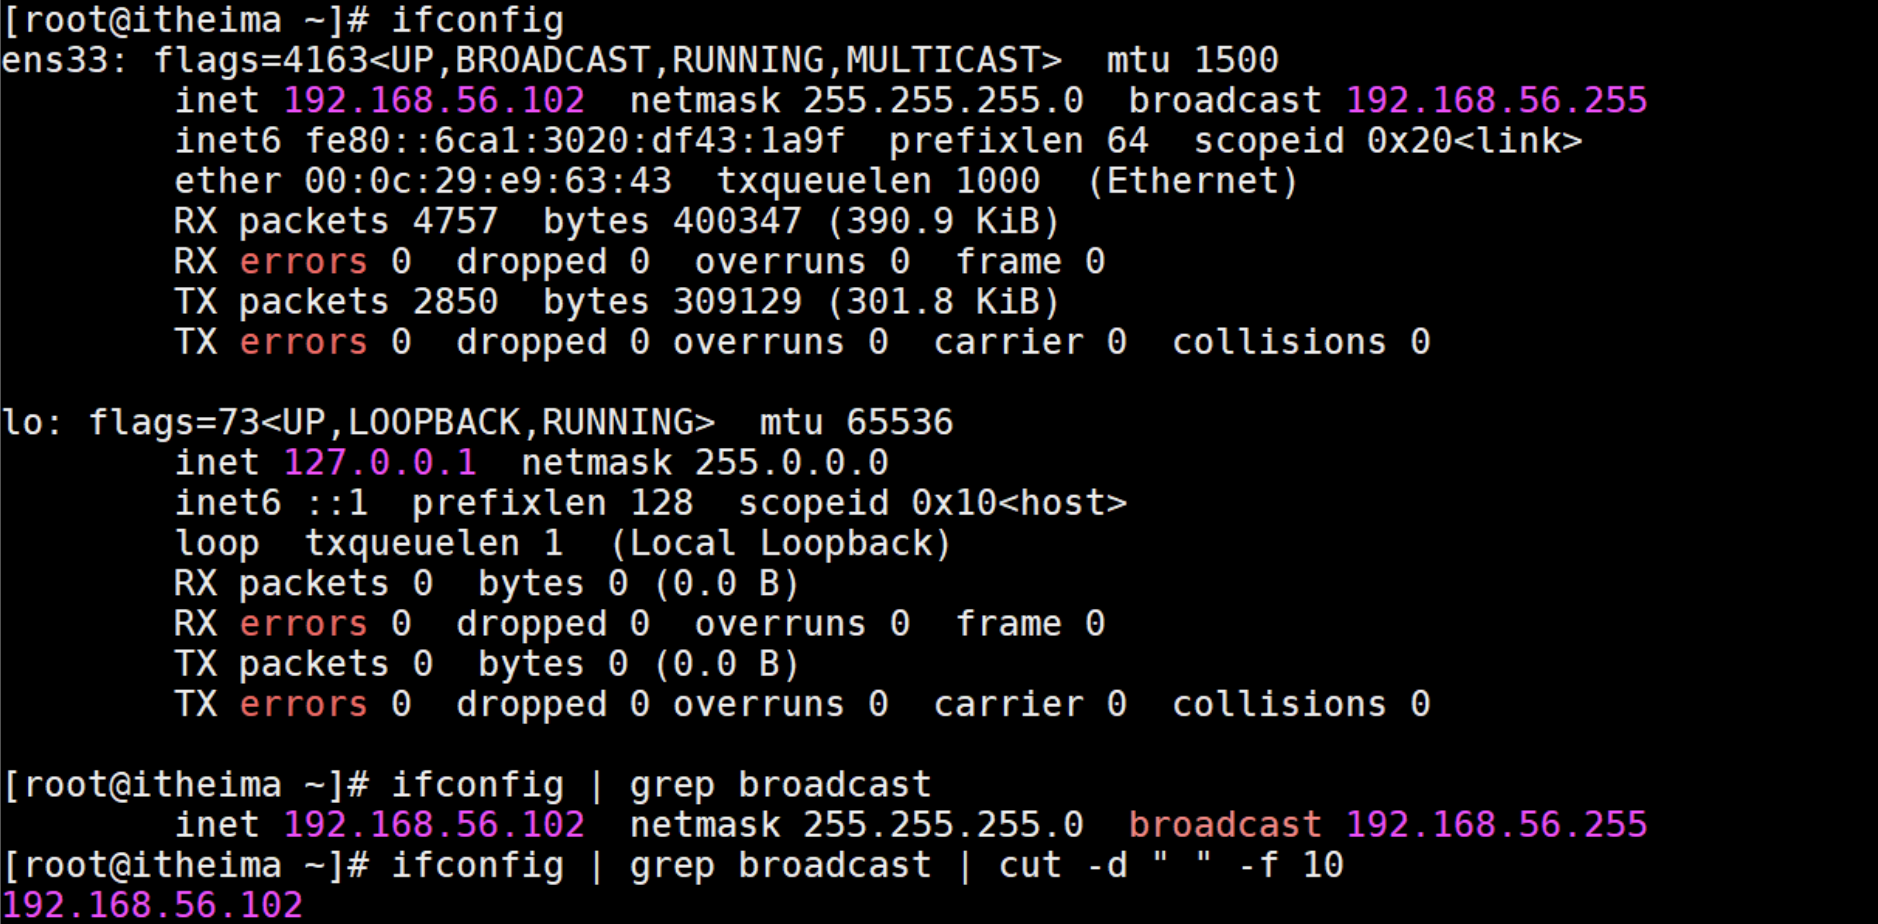 [root@itheima ~]# ifconfig
ens33: flags=4163<UP,BROADCAST,RUNNING,MULTICAST>  mtu 1500
        inet 192.168.56.102  netmask 255.255.255.0  broadcast 192.168.56.255
        inet6 fe80::6ca1:3020:df43:1a9f  prefixlen 64  scopeid 0x20<link>
        ether 00:0c:29:e9:63:43  txqueuelen 1000  (Ethernet)
        RX packets 4757  bytes 400347 (390.9 KiB)
        RX errors 0  dropped 0  overruns 0  frame 0
        TX packets 2850  bytes 309129 (301.8 KiB)
        TX errors 0  dropped 0 overruns 0  carrier 0  collisions 0

lo: flags=73<UP,LOOPBACK,RUNNING>  mtu 65536
        inet 127.0.0.1  netmask 255.0.0.0
        inet6 ::1  prefixlen 128  scopeid 0x10<host>
        loop  txqueuelen 1  (Local Loopback)
        RX packets 0  bytes 0 (0.0 B)
        RX errors 0  dropped 0  overruns 0  frame 0
        TX packets 0  bytes 0 (0.0 B)
        TX errors 0  dropped 0 overruns 0  carrier 0  collisions 0

[root@itheima ~]# ifconfig | grep broadcast
        inet 192.168.56.102  netmask 255.255.255.0  broadcast 192.168.56.255
[root@itheima ~]# ifconfig | grep broadcast | cut -d " " -f 10
192.168.56.102